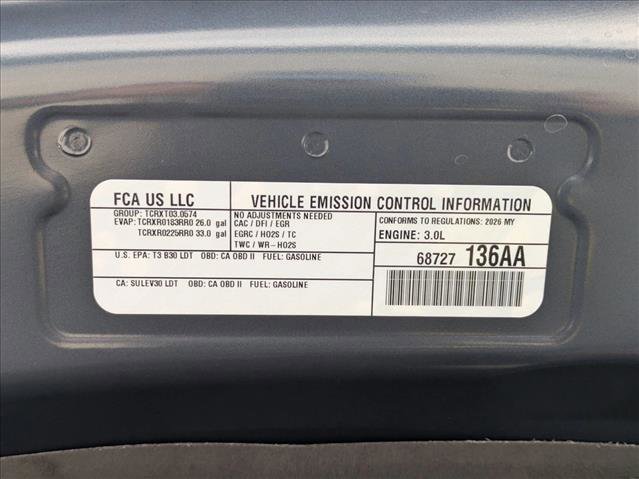 FCA US LLC
GROUP: TCRXT03.0574
EVAP: TCRXR0183RR0 26.0 gal
TCRXR0225RR0 33.0 gal
U.S. EPA: T3 B30 LDT OBD: CA OBD II FUEL: GASOLINE
CA: SULEV30 LDT OBD: CA OBD II FUEL: GASOLINE
VEHICLE EMISSION CONTROL INFORMATION
NO ADJUSTMENTS NEEDED
CAC / DFI / EGR
EGRC / HO2S / TC
TWC / WR-HO2S
CONFORMS TO REGULATIONS: 2026 MY
ENGINE: 3.0L
68727 136AA